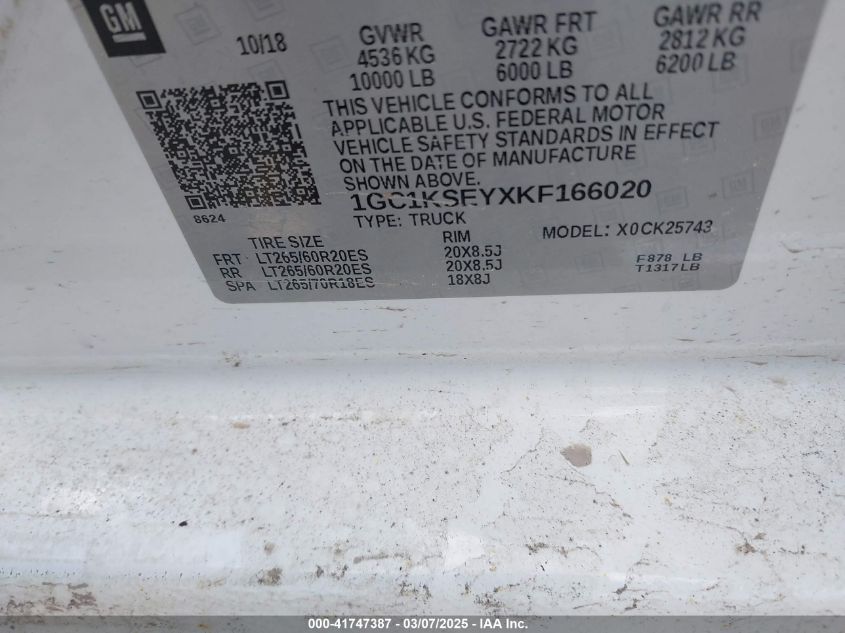 GM
10/18
GVWR
4536 KG
10000 LB
GAWR FRT
2722 KG
6000 LB
GAWR RR
2812 KG
6200 LB
THIS VEHICLE CONFORMS TO ALL
APPLICABLE U.S. FEDERAL MOTOR
VEHICLE SAFETY STANDARDS IN EFFECT
ON THE DATE OF MANUFACTURE
SHOWN ABOVE.
1GC1KSEYXKF166020
8624
TYPE: TRUCK
MODEL: X0CK25743
TIRE SIZE RIM
FRT LT265/60R20ES 20X8.5J
RR LT265/60R20ES 20X8.5J
SPA LT265/70R18ES 18X8J
F878 LB
T1317LB
000-41747387 - 03/07/2025 - IAA Inc.